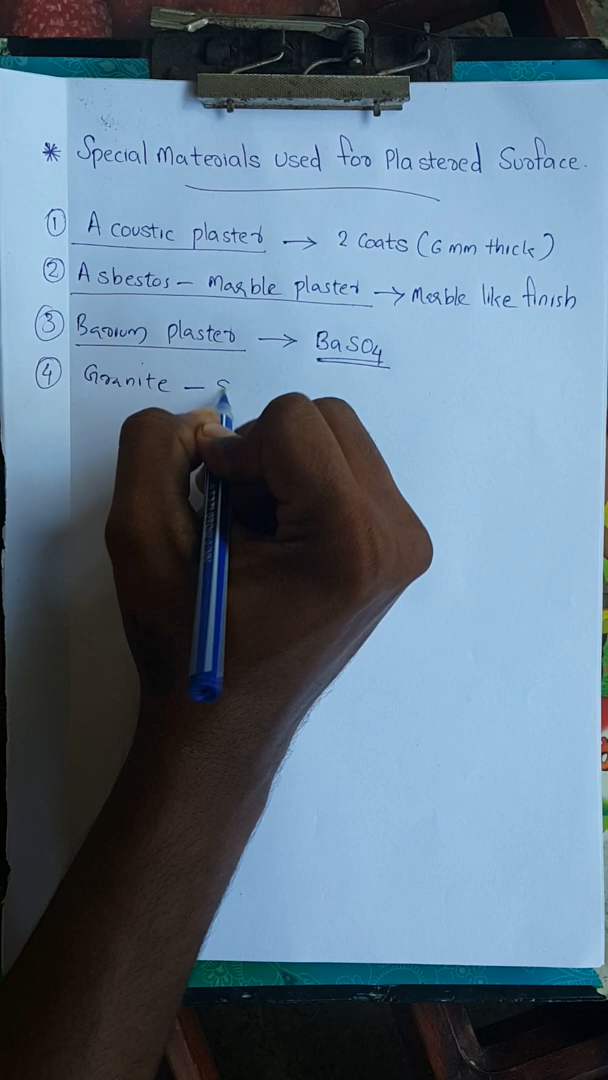 * Special Materials used for Plastered Surface.
① Acoustic plaster → 2 coats (6 mm thick)
② Asbestos - Marble plaster → Marble like finish
③ Barium plaster → BaSO4
④ Granite - S